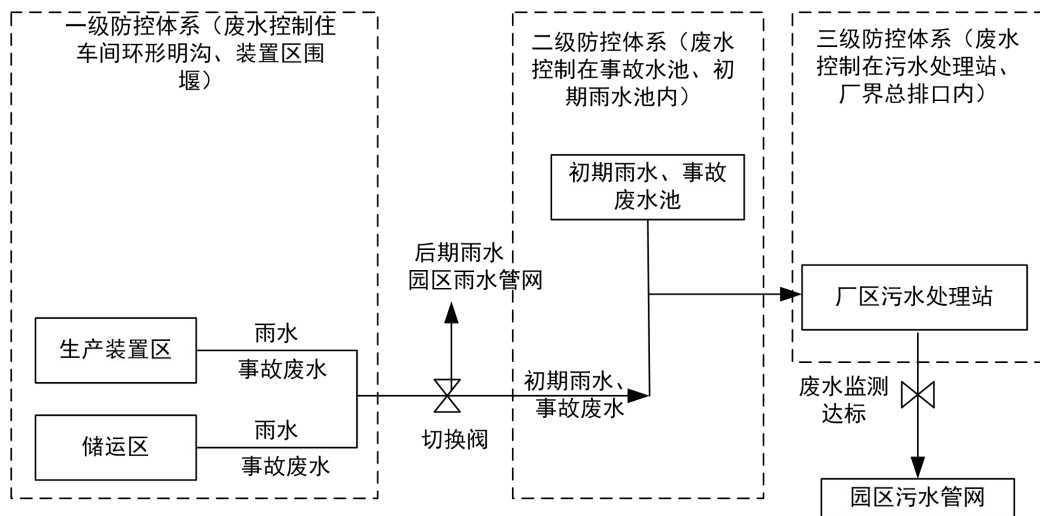 一级防控体系（废水控制住
车间环形明沟、装置区围
堰）
二级防控体系（废水
控制在事故水池、初
期雨水池内）
三级防控体系（废水
控制在污水处理站、
厂界总排口内）
初期雨水、事故
废水池
后期雨水
园区雨水管网
厂区污水处理站
生产装置区
雨水
事故废水
初期雨水、
事故废水
废水监测
达标
切换阀
储运区
雨水
事故废水
园区污水管网